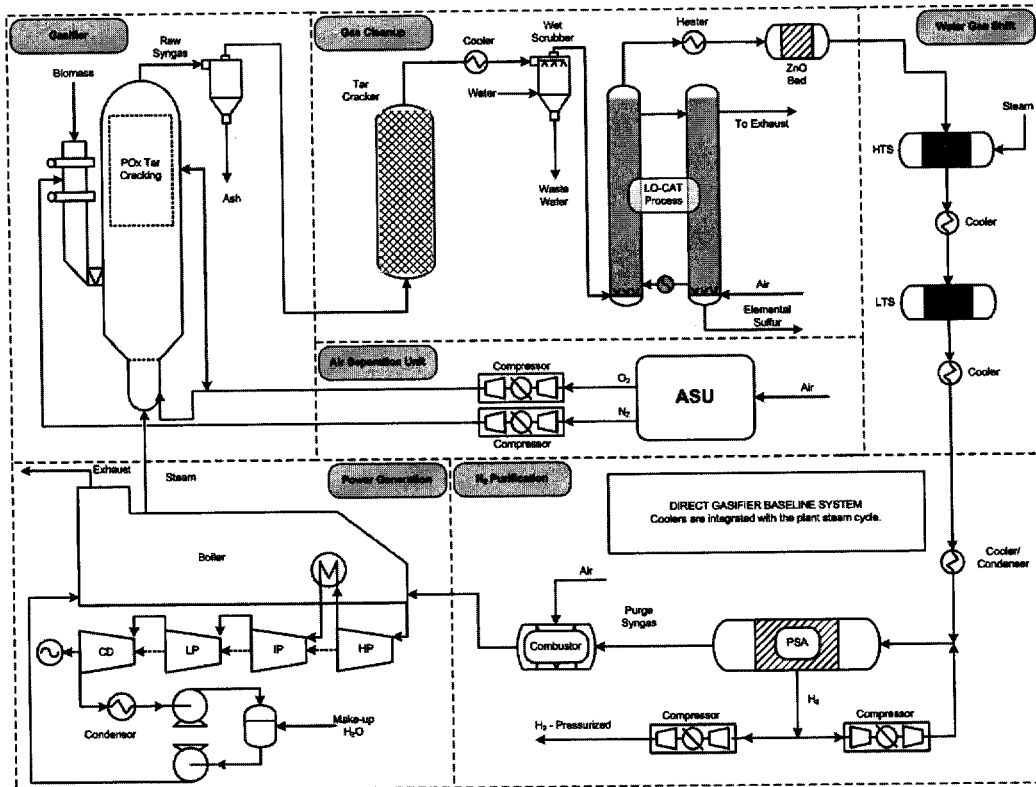 Gasifier
Raw
Syngas
Biomass
POx Tar
Cracking
Ash
Gas Cleanup
Tar
Cracker
Cooler
Wet
Scrubber
Water
Waste
Water
Heater
ZnO
Bed
To Exhaust
LO-CAT
Process
Air
Elemental
Sulfur
Water Gas Shift
Steam
HTS
Cooler
LTS
Cooler
Cooler/
Condenser
Air Separation Unit
Compressor
O2
N2
Compressor
ASU
Air
Exhaust
Steam
Power Generation
Boiler
CD
LP
IP
HP
Condensor
Make-up
H2O
H2 Purification
DIRECT GASIFIER BASELINE SYSTEM
Coolers are integrated with the plant steam cycle.
Air
Combustor
Purge
Syngas
PSA
H2
H2 - Pressurized
Compressor
Compressor